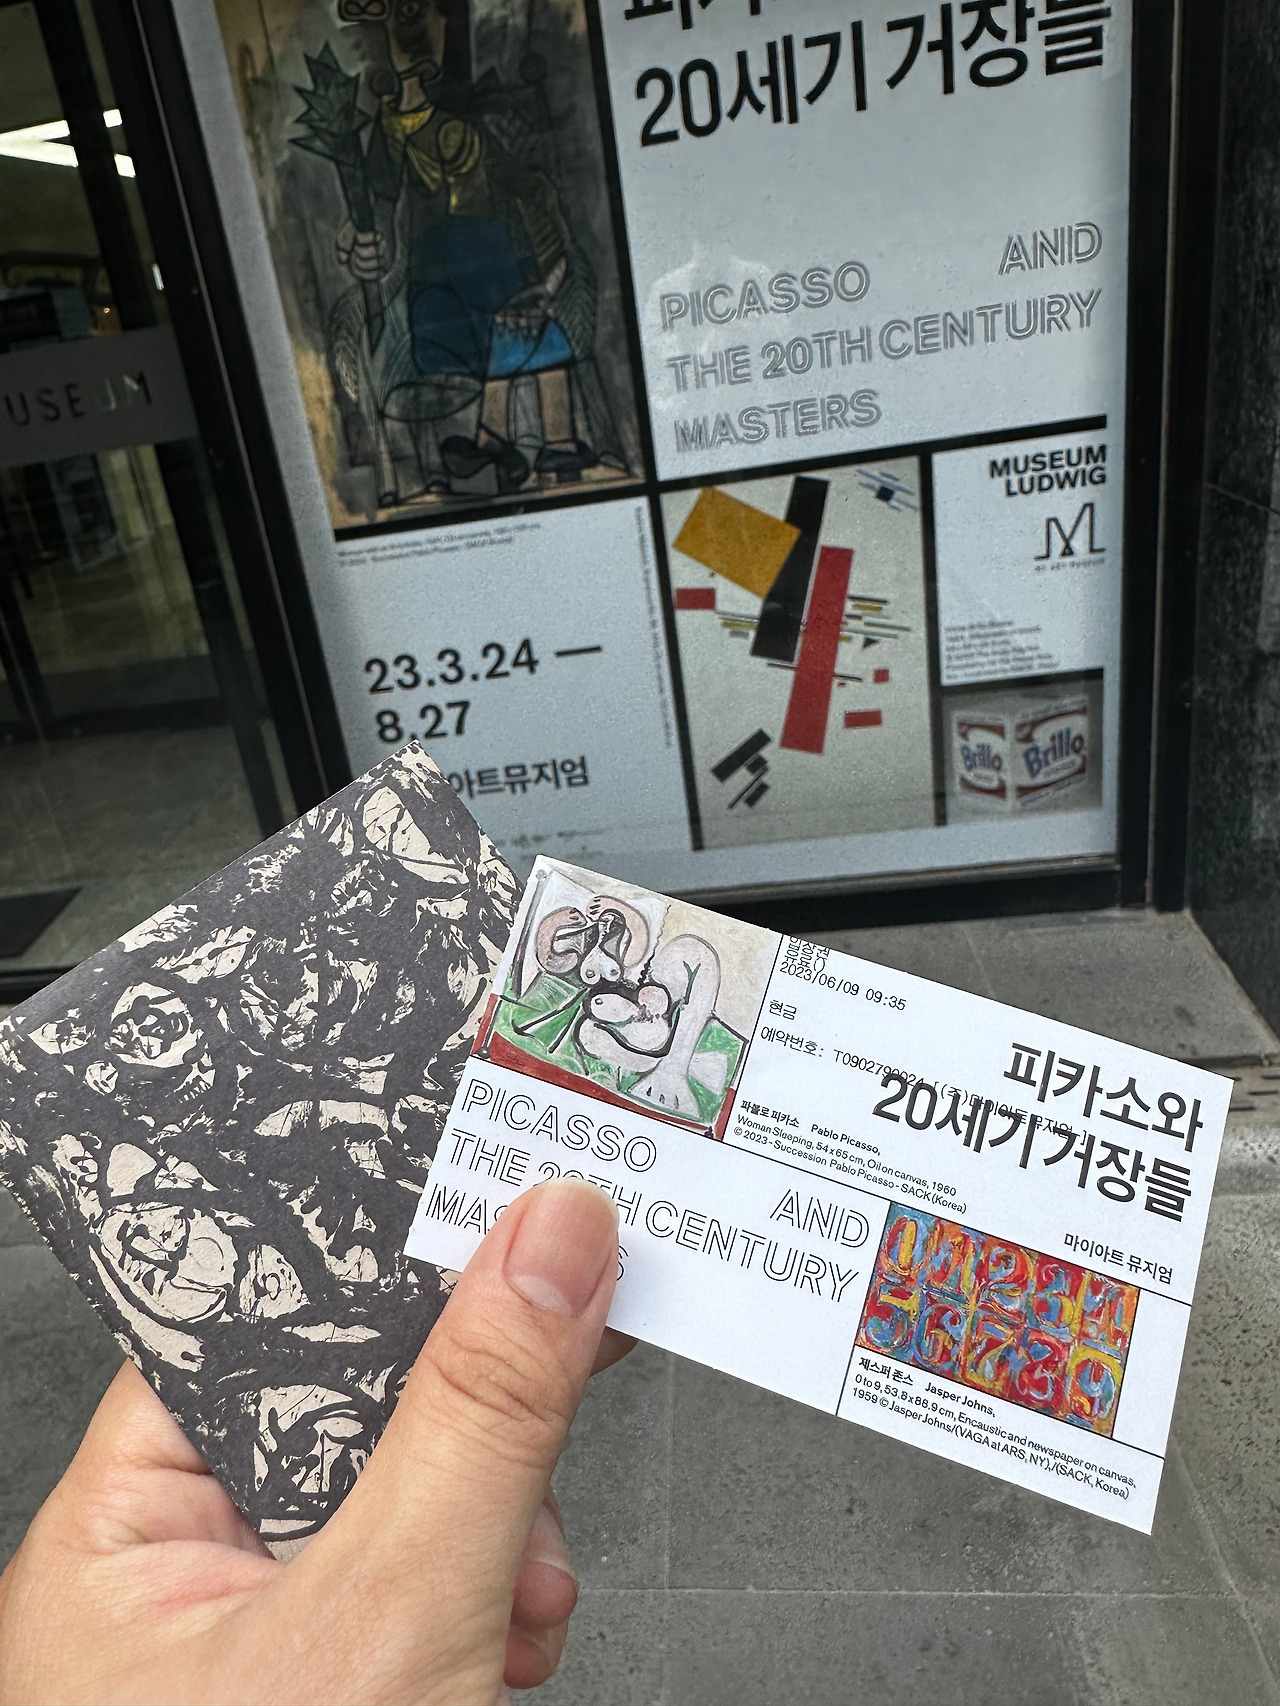 20세기 거장들
PICASSO AND
THE 20TH CENTURY
MASTERS
MUSEUM
LUDWIG
23.3.24 —
8.27
아트뮤지엄
Brillo
Brillo
2023/06/09 09:35
현금
예약번호:
피카소와
20세기 거장들
파블로 피카소 Pablo Picasso,
Woman Sleeping, 54 x 65 cm, Oil on canvas, 1960
© 2023 - Succession Pablo Picasso - SACK (Korea)
마이아트 뮤지엄
PICASSO AND
THE 20TH CENTURY
제스퍼 존스 Jasper Johns,
0 to 9, 53.8 x 88.9 cm, Encaustic and newspaper on canvas,
1959 © Jasper Johns/(VAGA at ARS, NY),/(SACK, Korea)